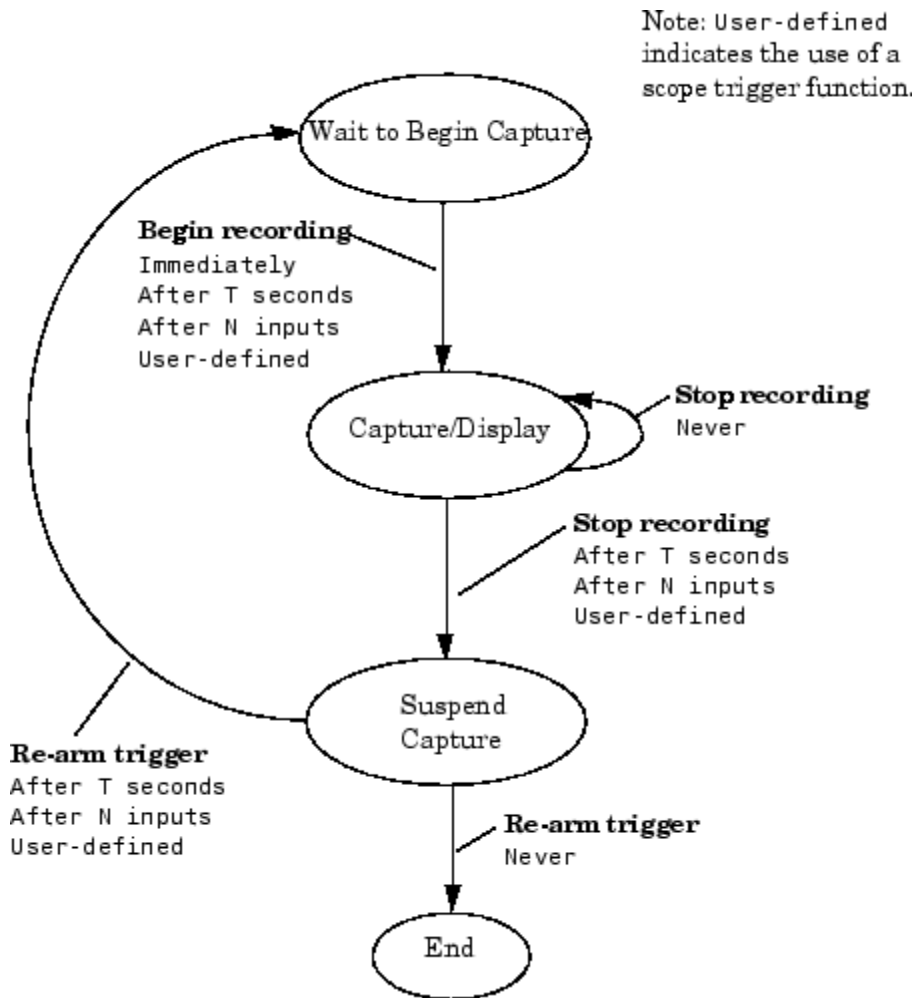 Note: User-defined
indicates the use of a
scope trigger function.
Wait to Begin Capture
Begin recording
Immediately
After T seconds
After N inputs
User-defined
Capture/Display
Stop recording
Never
Stop recording
After T seconds
After N inputs
User-defined
Suspend
Capture
Re-arm trigger
After T seconds
After N inputs
User-defined
Re-arm trigger
Never
End